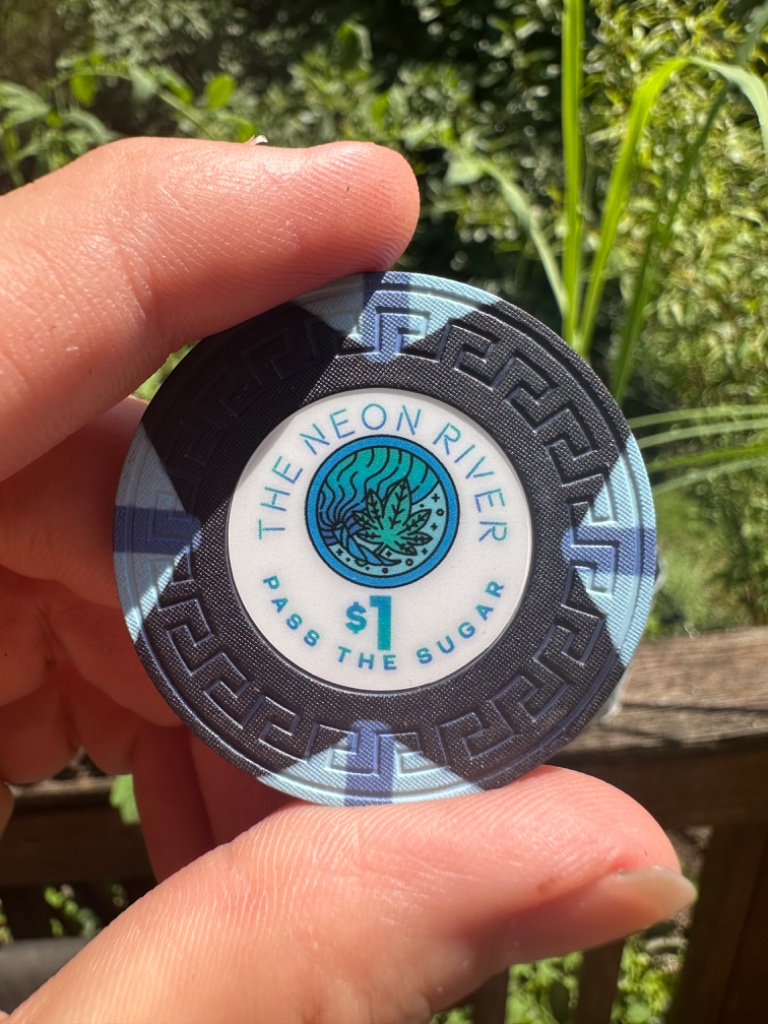 THE NEON RIVER
$1
PASS THE SUGAR